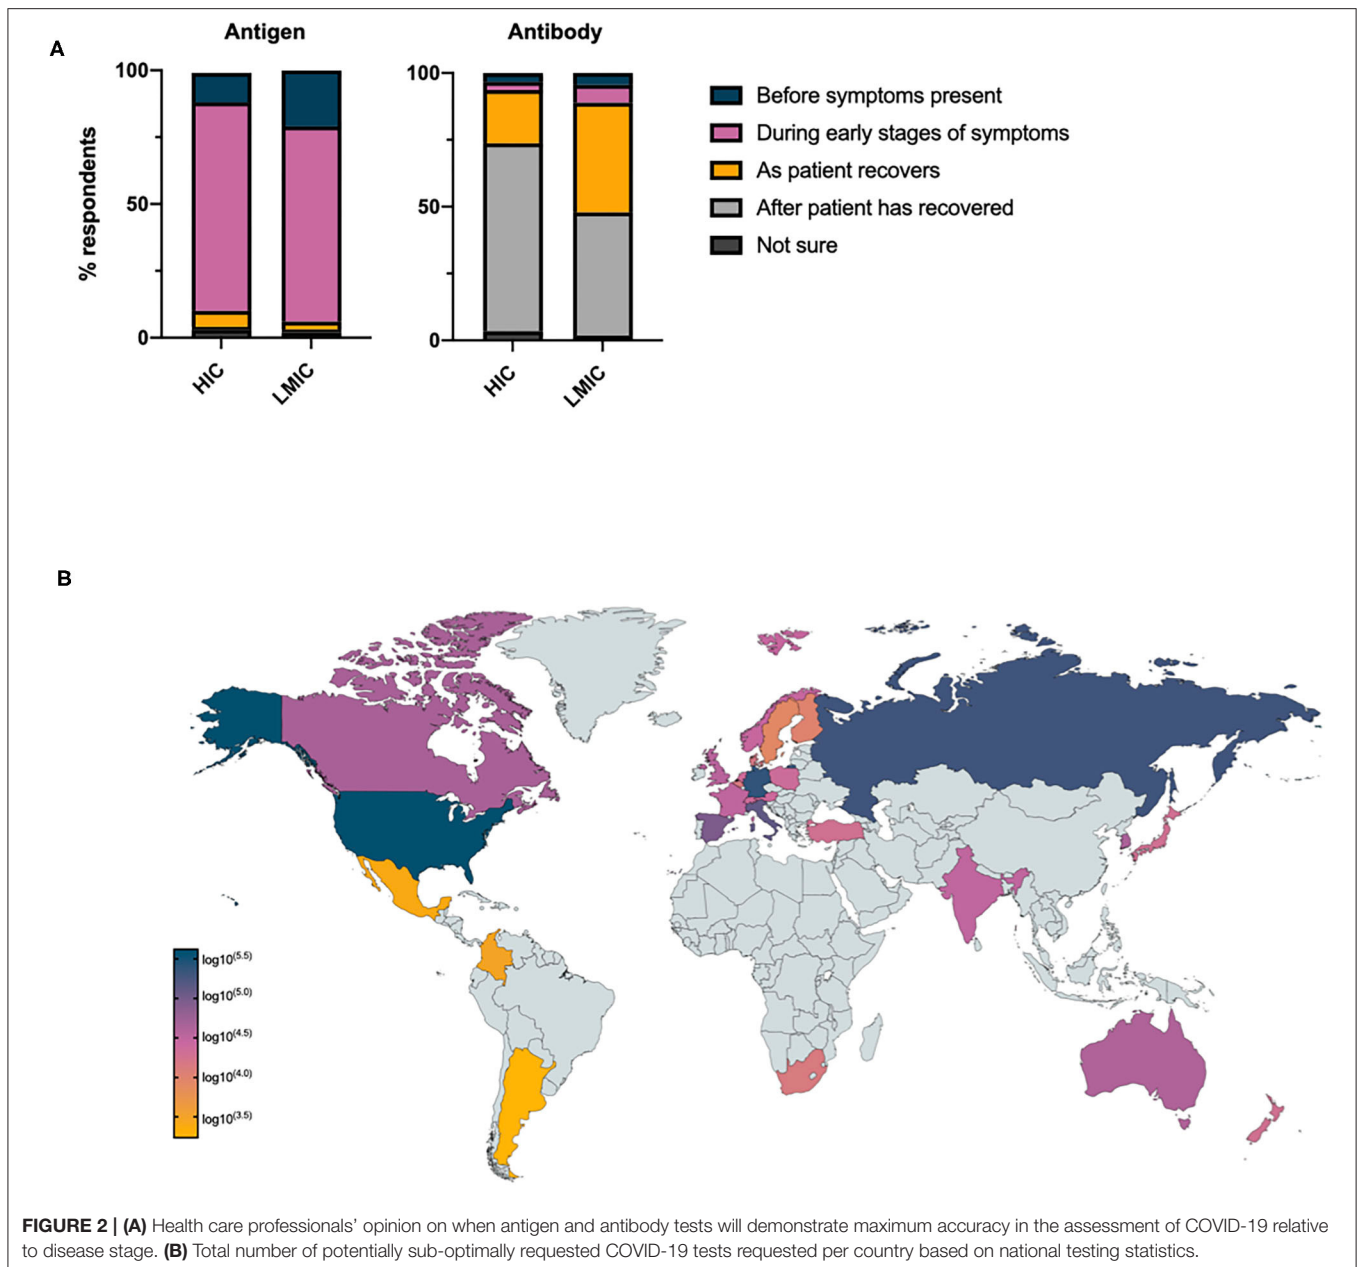 A
Antigen
Antibody
100
50
0
% respondents
HIC
LMIC
100
50
0
HIC
LMIC
Before symptoms present
During early stages of symptoms
As patient recovers
After patient has recovered
Not sure
B
log10(5.5)
log10(5.0)
log10(4.5)
log10(4.0)
log10(3.5)
FIGURE 2 | (A) Health care professionals’ opinion on when antigen and antibody tests will demonstrate maximum accuracy in the assessment of COVID-19 relative
to disease stage. (B) Total number of potentially sub-optimally requested COVID-19 tests requested per country based on national testing statistics.